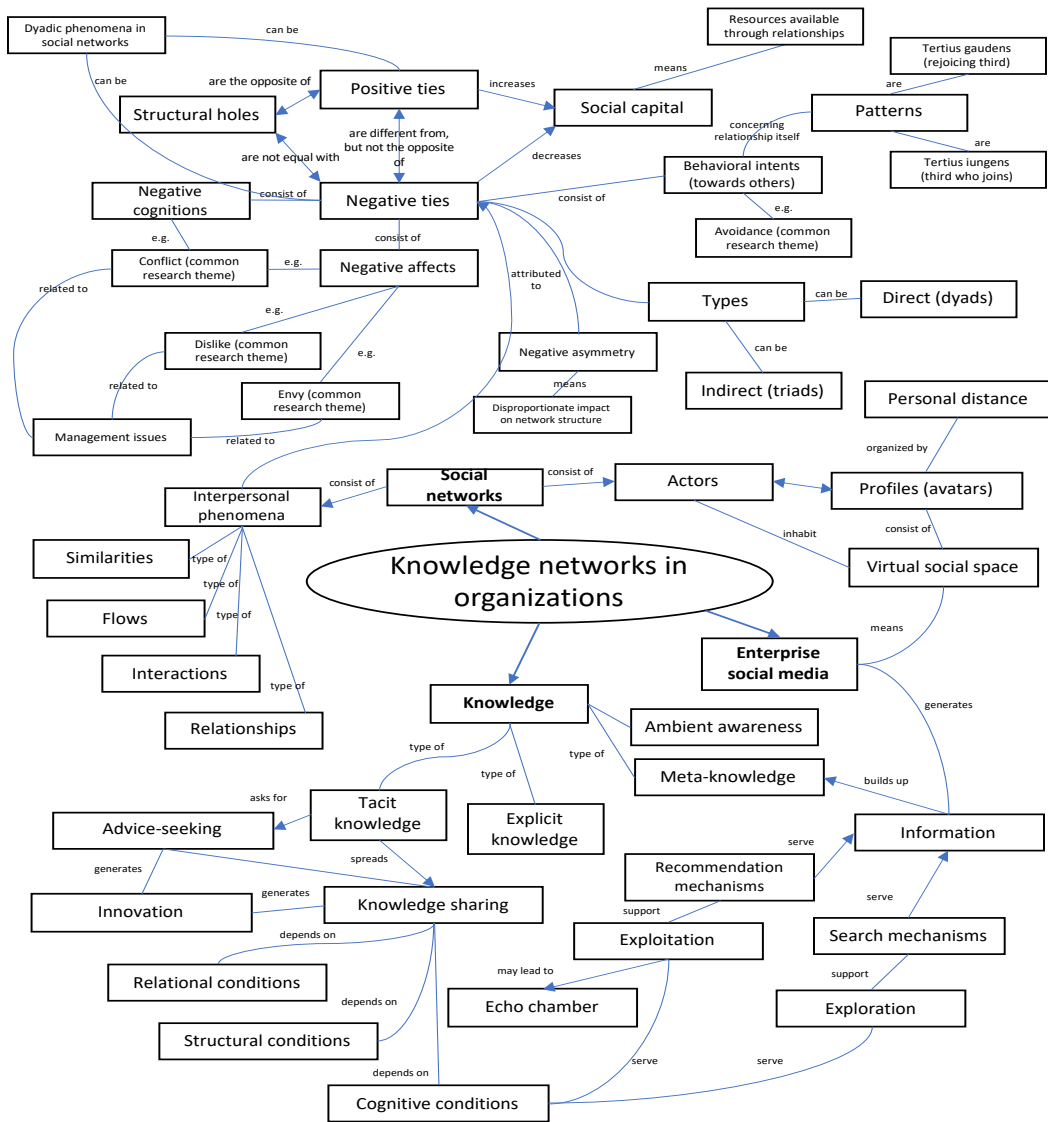 Dyadic phenomena in
social networks
can be
can be
are the opposite of
Structural holes
Positive ties
increases
Social capital
means
Resources available
through relationships
are different from,
but not the opposite
of
are not equal with
decreases
Tertius gaudens
(rejoicing third)
are
Patterns
are
Tertius iungens
(third who joins)
concerning
relationship itself
Behavioral intents
(towards others)
consist of
e.g.
Avoidance (common
research theme)
Negative
cognitions
consist of
Negative ties
consist of
e.g.
Conflict (common
research theme)
e.g.
Negative affects
attributed
to
related to
e.g.
Dislike (common
research theme)
e.g.
related to
Envy (common
research theme)
Management issues
related to
Negative asymmetry
means
Disproportionate impact
on network structure
Types
can be
Direct (dyads)
can be
Indirect (triads)
Personal distance
organized by
Profiles (avatars)
consist of
Virtual social space
inhabit
Actors
consist of
Social
networks
consist of
Interpersonal
phenomena
Similarities
type of
type of
Flows
type of
Interactions
type of
Relationships
Knowledge networks in
organizations
means
Enterprise
social media
generates
Knowledge
Ambient awareness
type of
Meta-knowledge
builds up
type of
type of
asks for
Tacit
knowledge
Explicit
knowledge
Advice-seeking
Information
serve
spreads
generates
Recommendation
mechanisms
Innovation
generates
Knowledge sharing
support
serve
depends on
Exploitation
Search mechanisms
Relational conditions
may lead to
support
depends on
Echo chamber
Exploration
Structural conditions
depends on
serve
serve
Cognitive conditions